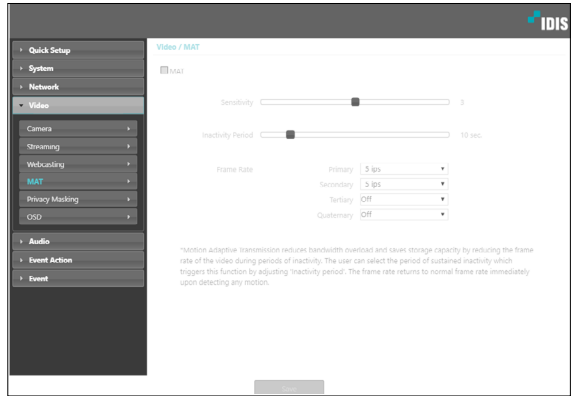 IDIS
Quick Setup
System
Network
Video
Camera
Streaming
Webcasting
MAT
Privacy Masking
OSD
Audio
Event Action
Event
Video / MAT
MAT
Sensitivity 3
Inactivity Period 10 sec.
Frame Rate Primary 5 ips
Secondary 5 ips
Tertiary Off
Quaternary Off
*Motion Adaptive Transmission reduces bandwidth overload and saves storage capacity by reducing the frame
rate of the video during periods of inactivity. The user can select the period of sustained inactivity which
triggers this function by adjusting 'Inactivity period'. The frame rate returns to normal frame rate immediately
upon detecting any motion.
Save